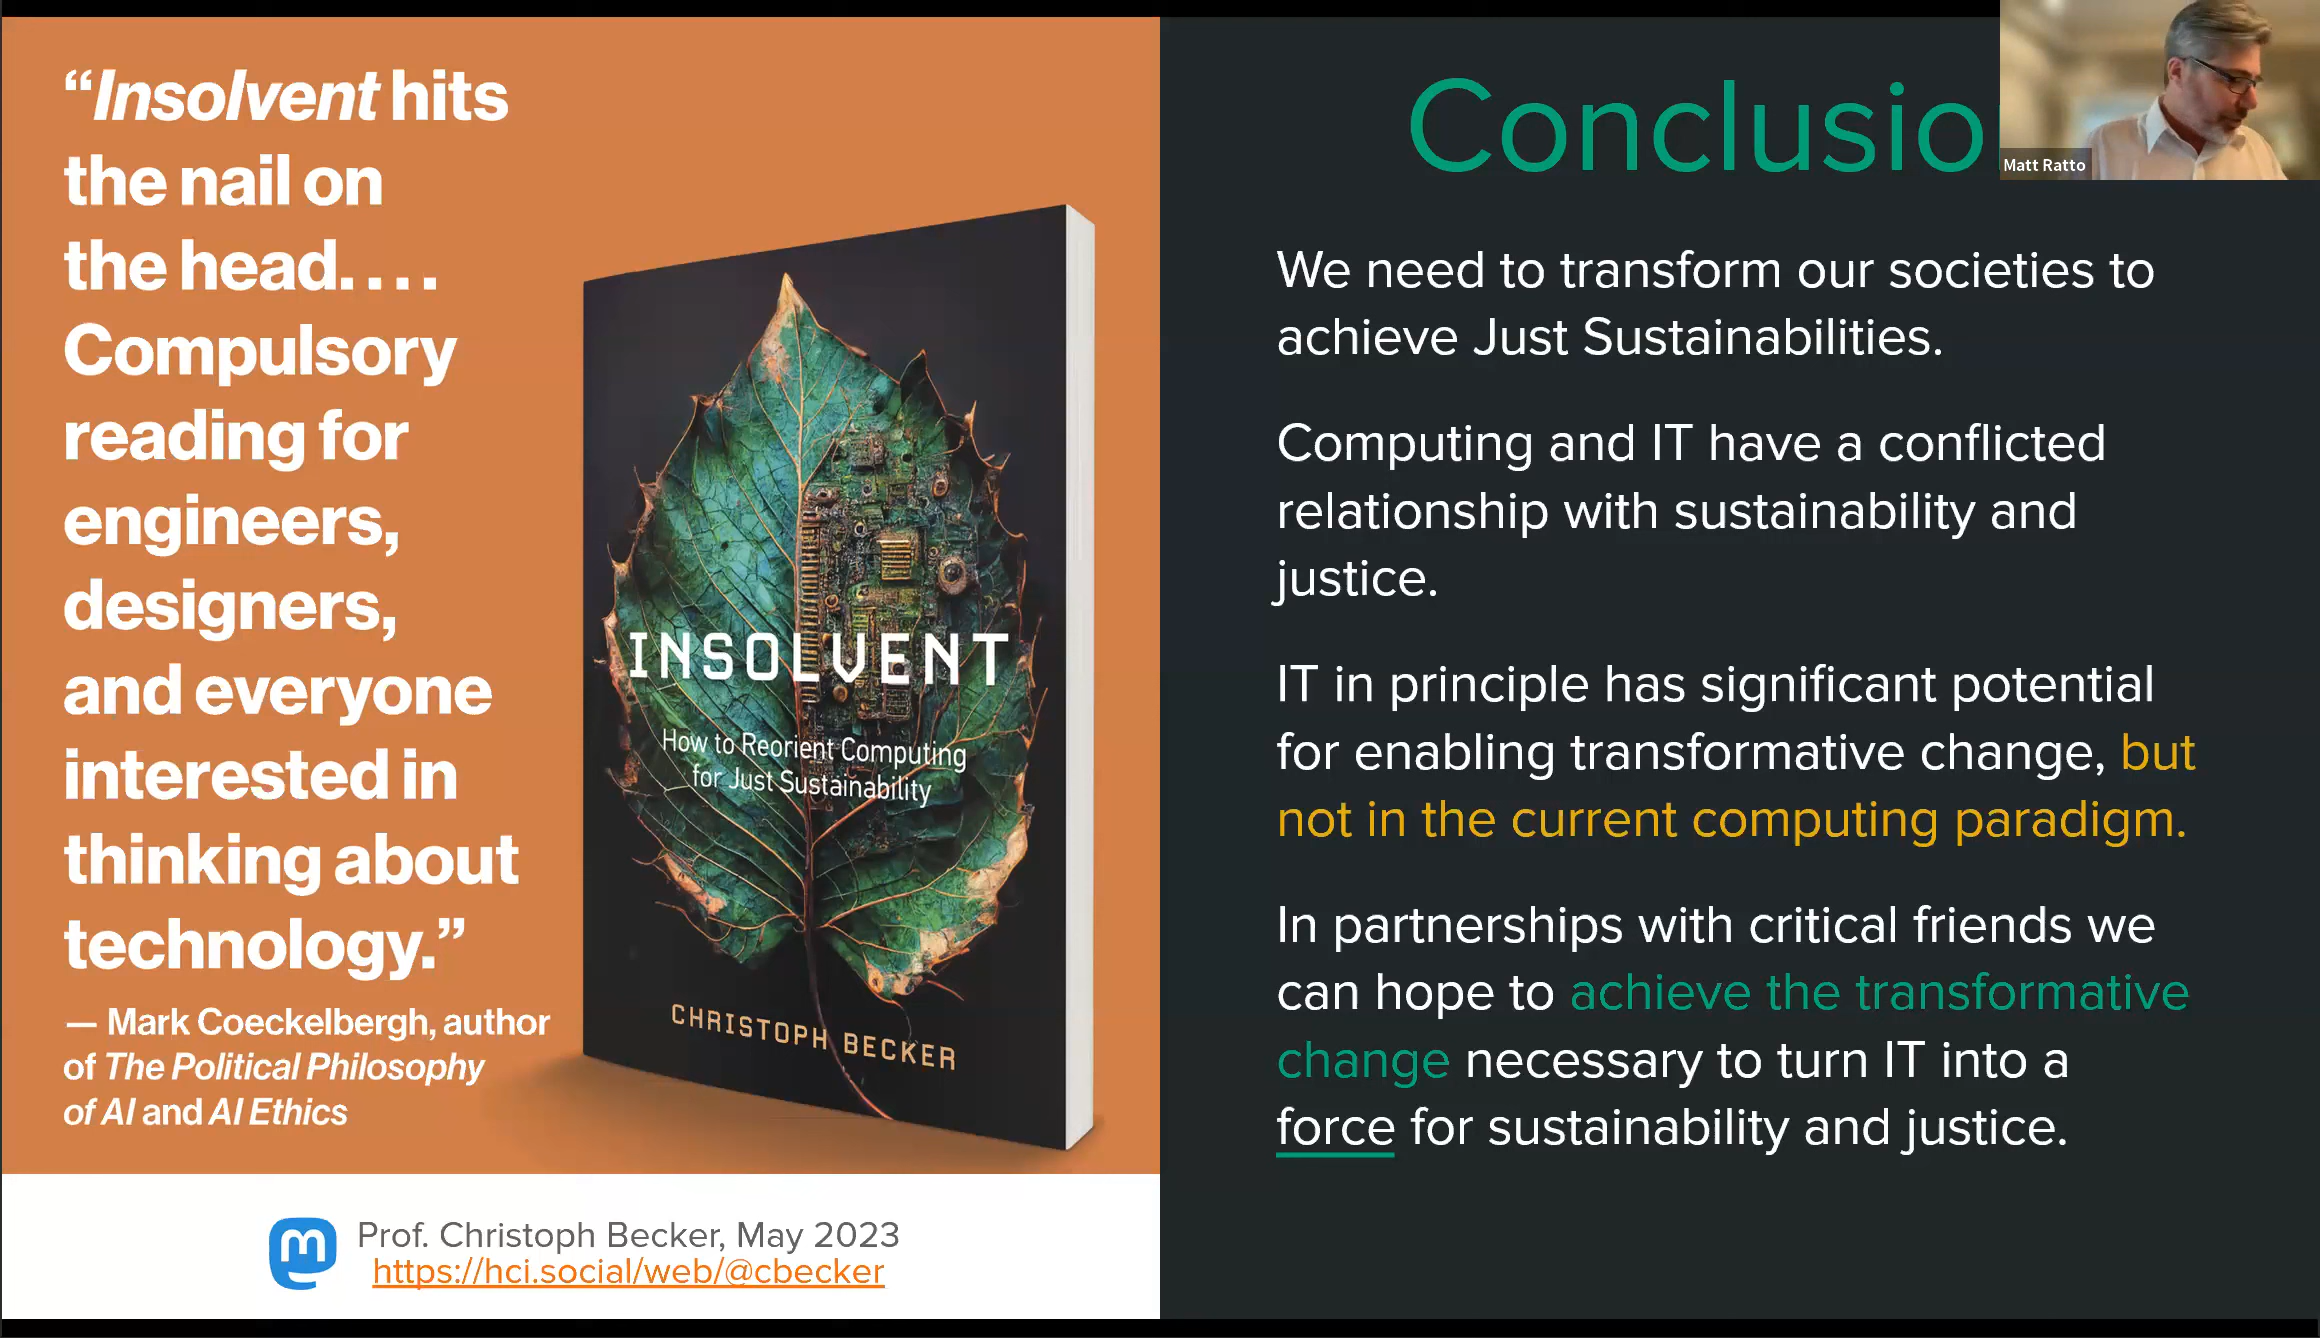 “Insolvent hits
the nail on
the head. . . .
Compulsory
reading for
engineers,
designers,
and everyone
interested in
thinking about
technology.”
— Mark Coeckelbergh, author
of The Political Philosophy
of AI and AI Ethics
INSOLVENT
How to Reorient Computing
for Just Sustainability
CHRISTOPH BECKER
m
Prof. Christoph Becker, May 2023
https://hci.social/web/@cbecker
Conclusio
Matt Ratto
We need to transform our societies to
achieve Just Sustainabilities.
Computing and IT have a conflicted
relationship with sustainability and
justice.
IT in principle has significant potential
for enabling transformative change, but
not in the current computing paradigm.
In partnerships with critical friends we
can hope to achieve the transformative
change necessary to turn IT into a
force for sustainability and justice.